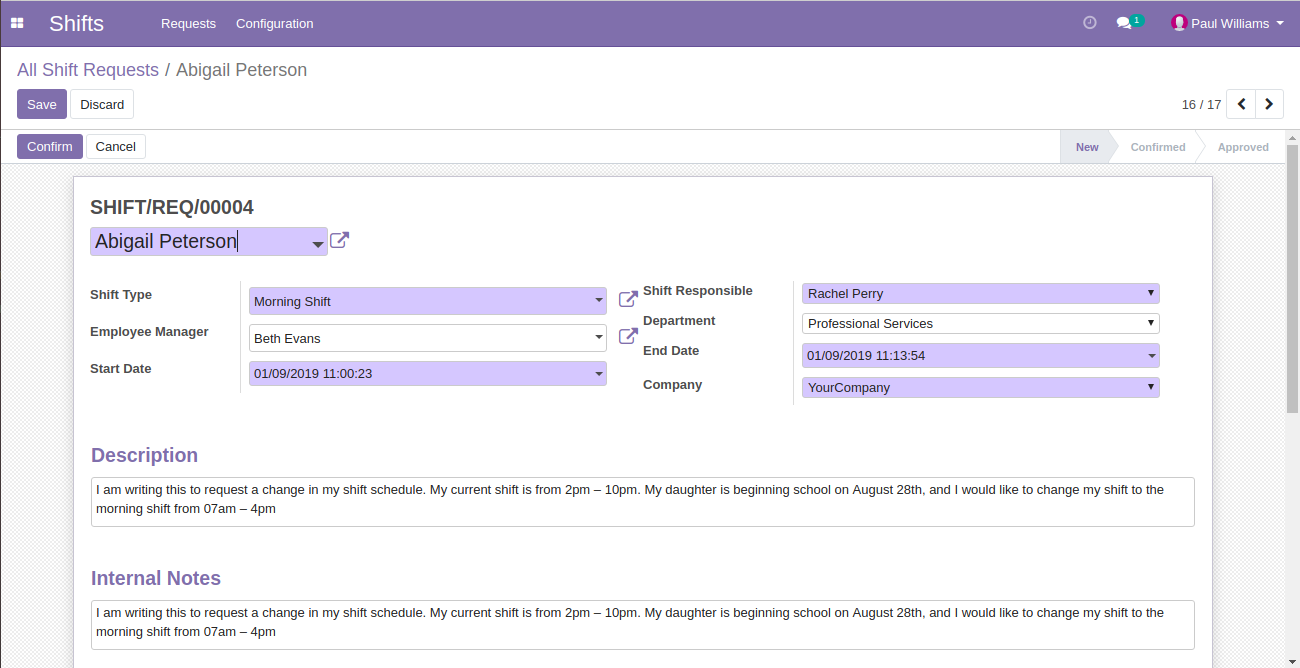 Shifts Requests Configuration 1 Paul Williams
All Shift Requests / Abigail Peterson
Save Discard 16 / 17
Confirm Cancel New Confirmed Approved
SHIFT/REQ/00004
Abigail Peterson
Shift Type Morning Shift
Employee Manager Beth Evans
Start Date 01/09/2019 11:00:23
Shift Responsible Rachel Perry
Department Professional Services
End Date 01/09/2019 11:13:54
Company YourCompany
Description
I am writing this to request a change in my shift schedule. My current shift is from 2pm – 10pm. My daughter is beginning school on August 28th, and I would like to change my shift to the
morning shift from 07am – 4pm
Internal Notes
I am writing this to request a change in my shift schedule. My current shift is from 2pm – 10pm. My daughter is beginning school on August 28th, and I would like to change my shift to the
morning shift from 07am – 4pm